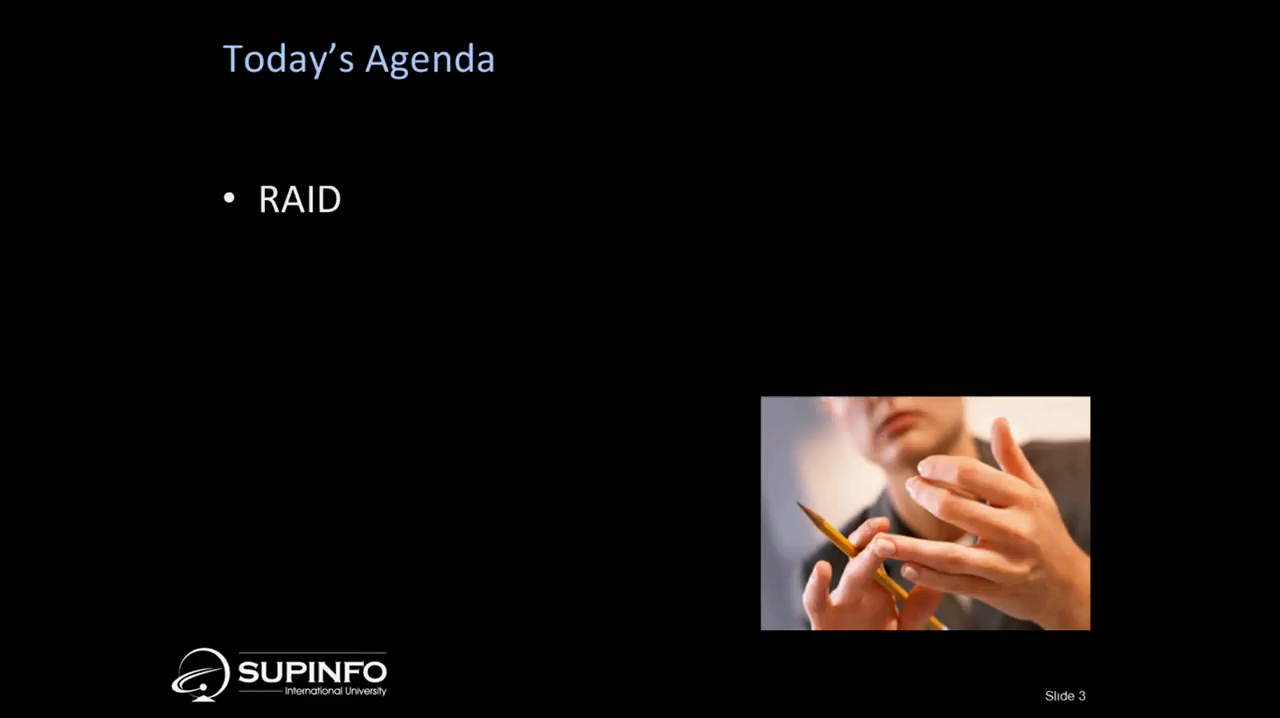 Today’s Agenda
• RAID
SUPINFO
International University
Slide 3